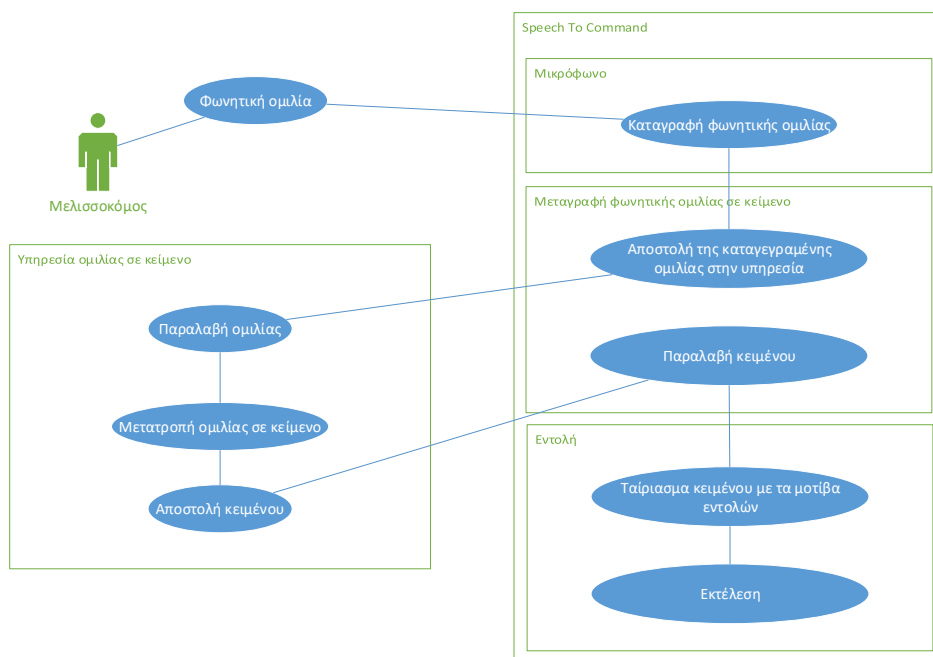 Speech To Command
Μικρόφωνο
Φωνητική ομιλία
Καταγραφή φωνητικής ομιλίας
Μελισσοκόμος
Μεταγραφή φωνητικής ομιλίας σε κείμενο
Αποστολή της καταγεγραμένης
ομιλίας στην υπηρεσία
Υπηρεσία ομιλίας σε κείμενο
Παραλαβή ομιλίας
Παραλαβή κειμένου
Μετατροπή ομιλίας σε κείμενο
Εντολή
Ταίριασμα κειμένου με τα μοτίβα
εντολών
Αποστολή κειμένου
Εκτέλεση